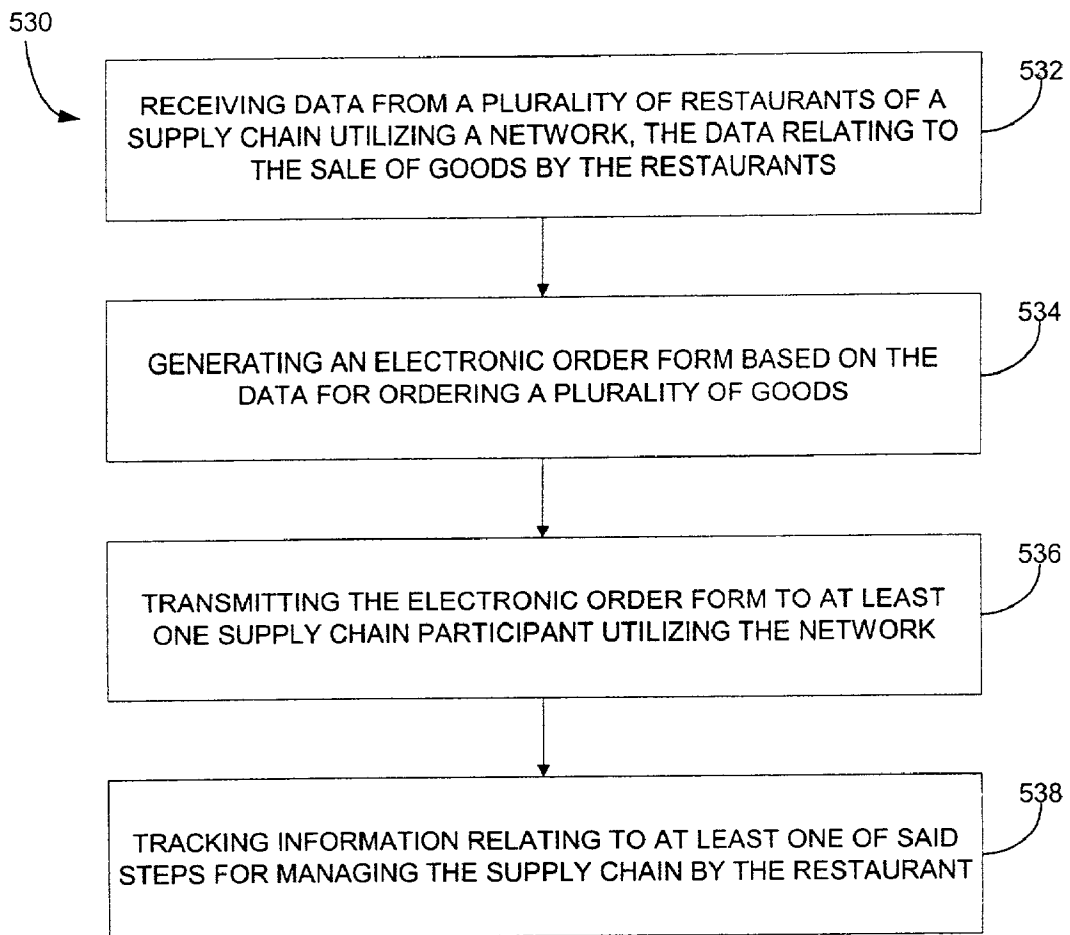 530
532
RECEIVING DATA FROM A PLURALITY OF RESTAURANTS OF A
SUPPLY CHAIN UTILIZING A NETWORK, THE DATA RELATING TO
THE SALE OF GOODS BY THE RESTAURANTS
534
GENERATING AN ELECTRONIC ORDER FORM BASED ON THE
DATA FOR ORDERING A PLURALITY OF GOODS
536
TRANSMITTING THE ELECTRONIC ORDER FORM TO AT LEAST
ONE SUPPLY CHAIN PARTICIPANT UTILIZING THE NETWORK
538
TRACKING INFORMATION RELATING TO AT LEAST ONE OF SAID
STEPS FOR MANAGING THE SUPPLY CHAIN BY THE RESTAURANT